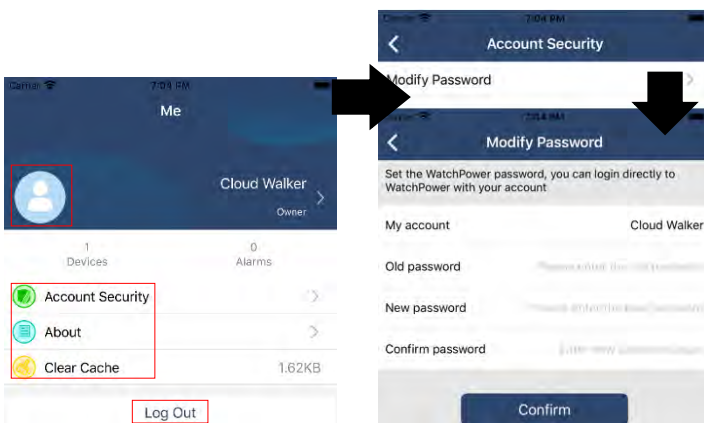 Carrier 7:04 PM
Me
Cloud Walker
Owner
1
Devices
0
Alarms
Account Security
About
Clear Cache
1.62KB
Log Out
7:04 PM
Account Security
Modify Password
Modify Password
Set the WatchPower password, you can login directly to
WatchPower with your account
My account Cloud Walker
Old password
New password
Confirm password
Confirm